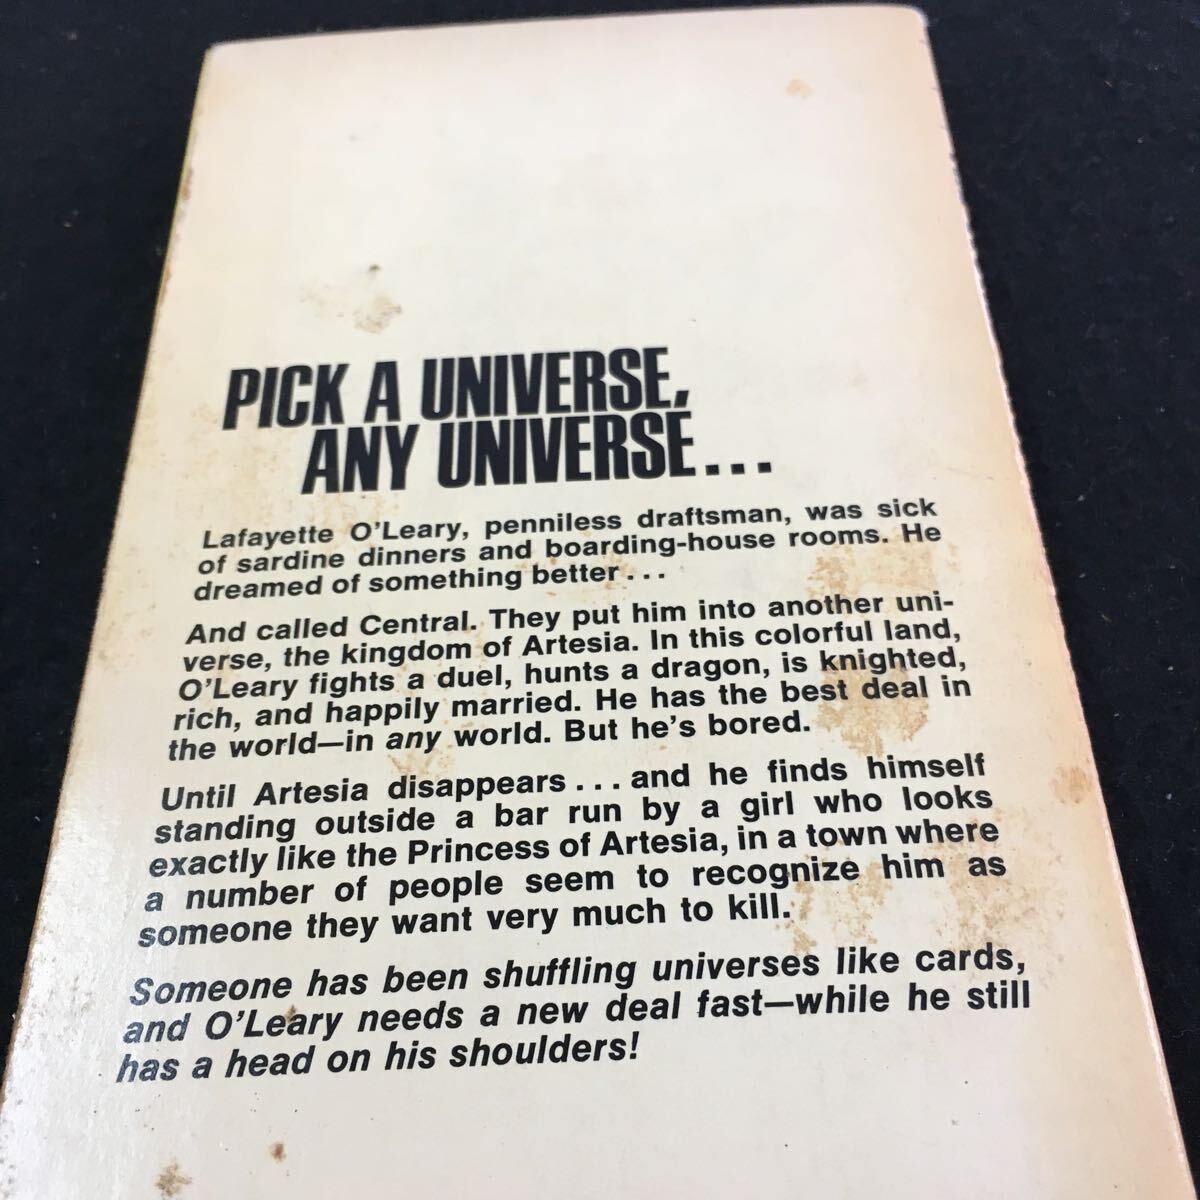 PICK A UNIVERSE,
ANY UNIVERSE...
Lafayette O'Leary, penniless draftsman, was sick
of sardine dinners and boarding-house rooms. He
dreamed of something better...
And called Central. They put him into another uni-
verse, the kingdom of Artesia. In this colorful land,
O'Leary fights a duel, hunts a dragon, is knighted,
rich, and happily married. He has the best deal in
the world—in any world. But he's bored.
Until Artesia disappears...and he finds himself
standing outside a bar run by a girl who looks
exactly like the Princess of Artesia, in a town where
a number of people seem to recognize him as
someone they want very much to kill.
Someone has been shuffling universes like cards,
and O'Leary needs a new deal fast—while he still
has a head on his shoulders!